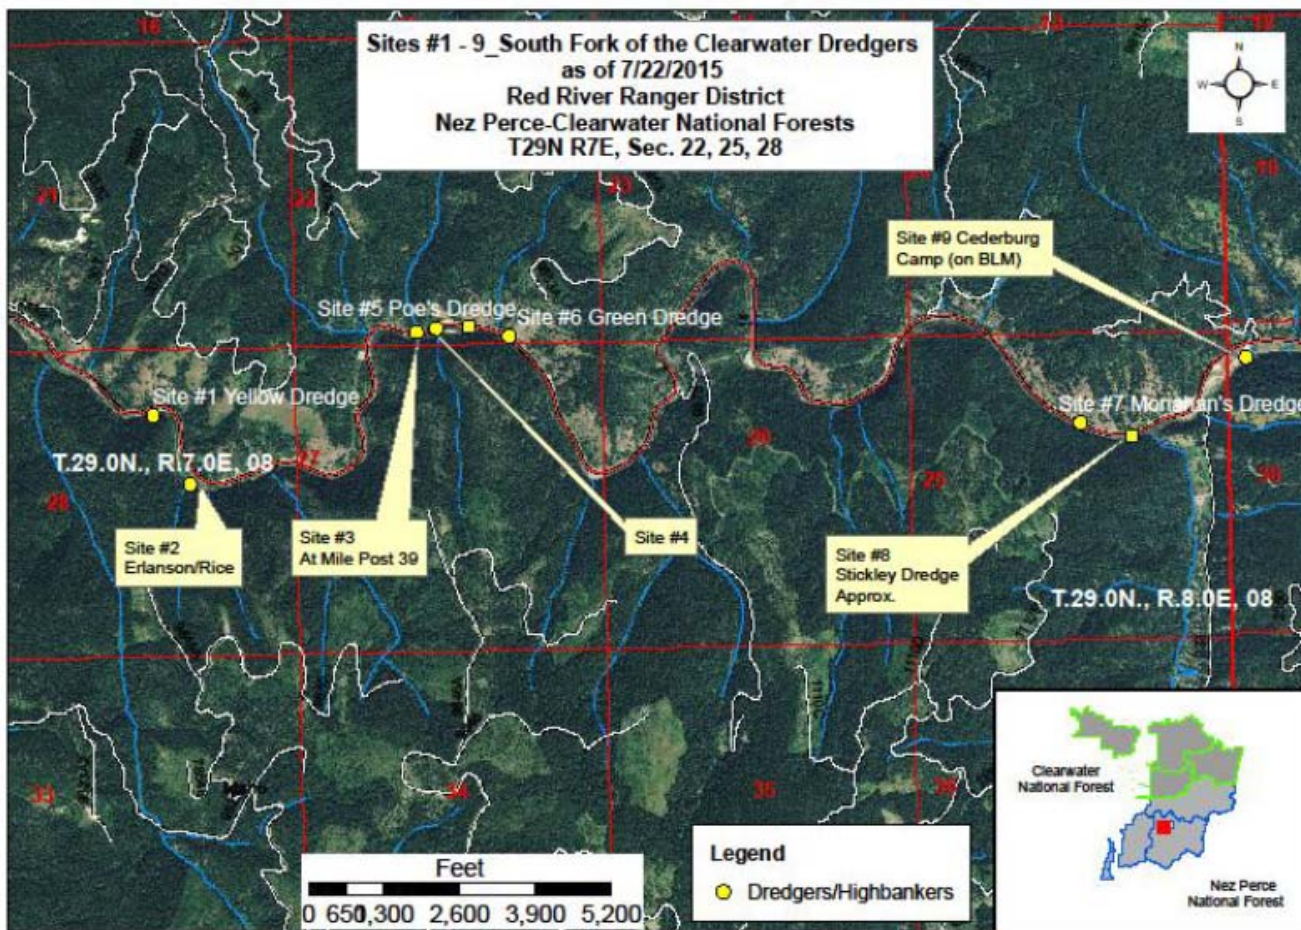 Sites #1 - 9_South Fork of the Clearwater Dredgers
as of 7/22/2015
Red River Ranger District
Nez Perce-Clearwater National Forests
T29N R7E, Sec. 22, 25, 28
N
W E
S
16
21
22
23
18
Site #9 Cederburg
Camp (on BLM)
Site #5 Poe's Dredge
Site #6 Green Dredge
Site #1 Yellow Dredge
Site #7 Monahan's Dredge
T.29.0N., R.7.0E, 08
27
26
25
30
28
Site #2
Erlanson/Rice
Site #3
At Mile Post 39
Site #4
Site #8
Stickley Dredge
Approx.
T.29.0N., R.8.0E, 08
33
34
35
36
Feet
0 650 1,300 2,600 3,900 5,200
Legend
Dredgers/Highbankers
Clearwater
National Forest
Nez Perce
National Forest